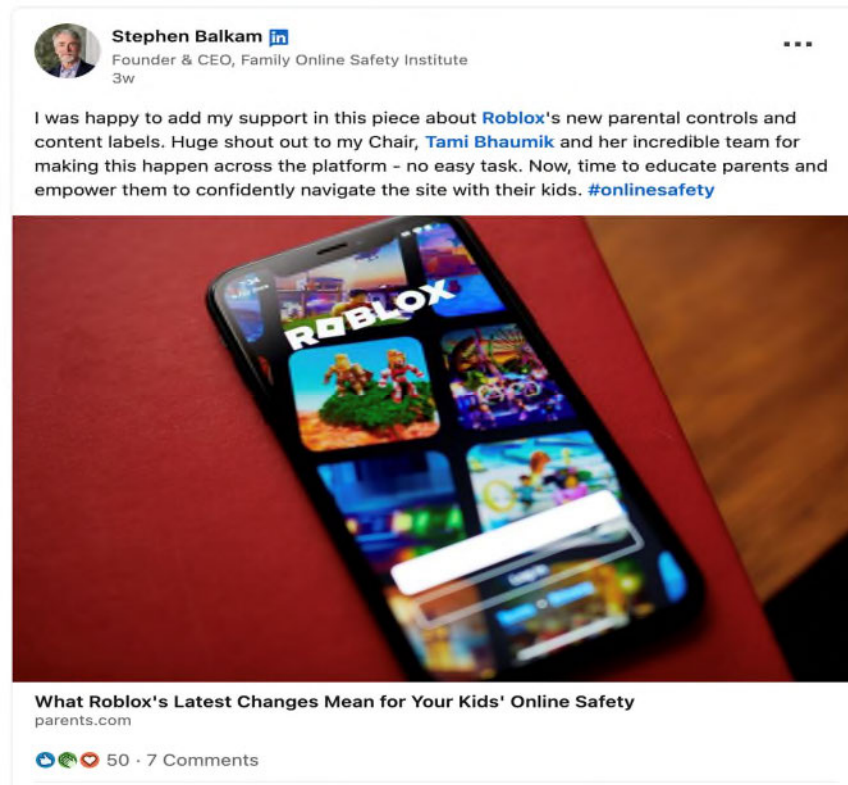 Stephen Balkam in
Founder & CEO, Family Online Safety Institute
3w
I was happy to add my support in this piece about Roblox's new parental controls and
content labels. Huge shout out to my Chair, Tami Bhaumik and her incredible team for
making this happen across the platform – no easy task. Now, time to educate parents and
empower them to confidently navigate the site with their kids. #onlinesafety
ROBLOX
Log In
What Roblox's Latest Changes Mean for Your Kids' Online Safety
parents.com
50 · 7 Comments